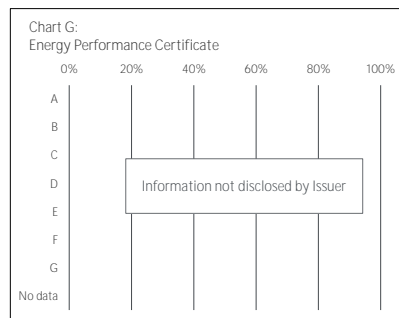 Chart G:
Energy Performance Certificate
0% 20% 40% 60% 80% 100%
A
B
C
D
Information not disclosed by Issuer
E
F
G
No data